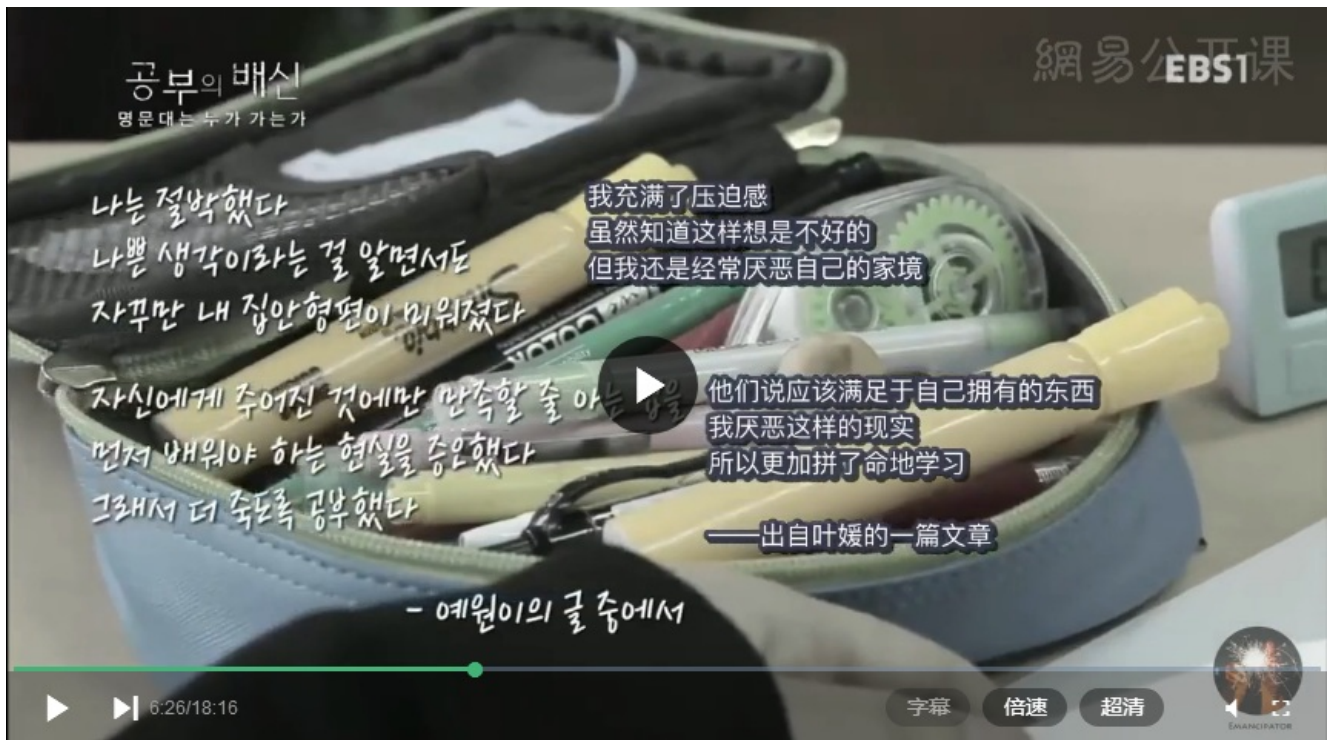 공부의 배신
명문대는 누가 가는가
網易公开课
EBS1
나는 절박했다
나쁜 생각이라는 걸 알면서도
자꾸만 내 집안형편이 미워졌다
我充满了压迫感
虽然知道这样想是不好的
但我还是经常厌恶自己的家境
자신에게 주어진 것에만 만족할 줄 아는 법을
먼저 배워야 하는 현실을 증오했다
그래서 더 죽도록 공부했다
他们说应该满足于自己拥有的东西
我厌恶这样的现实
所以更加拼了命地学习
——出自叶媛的一篇文章
- 예원이의 글 중에서
6:26/18:16
字幕
倍速
超清
EMANCIPATOR